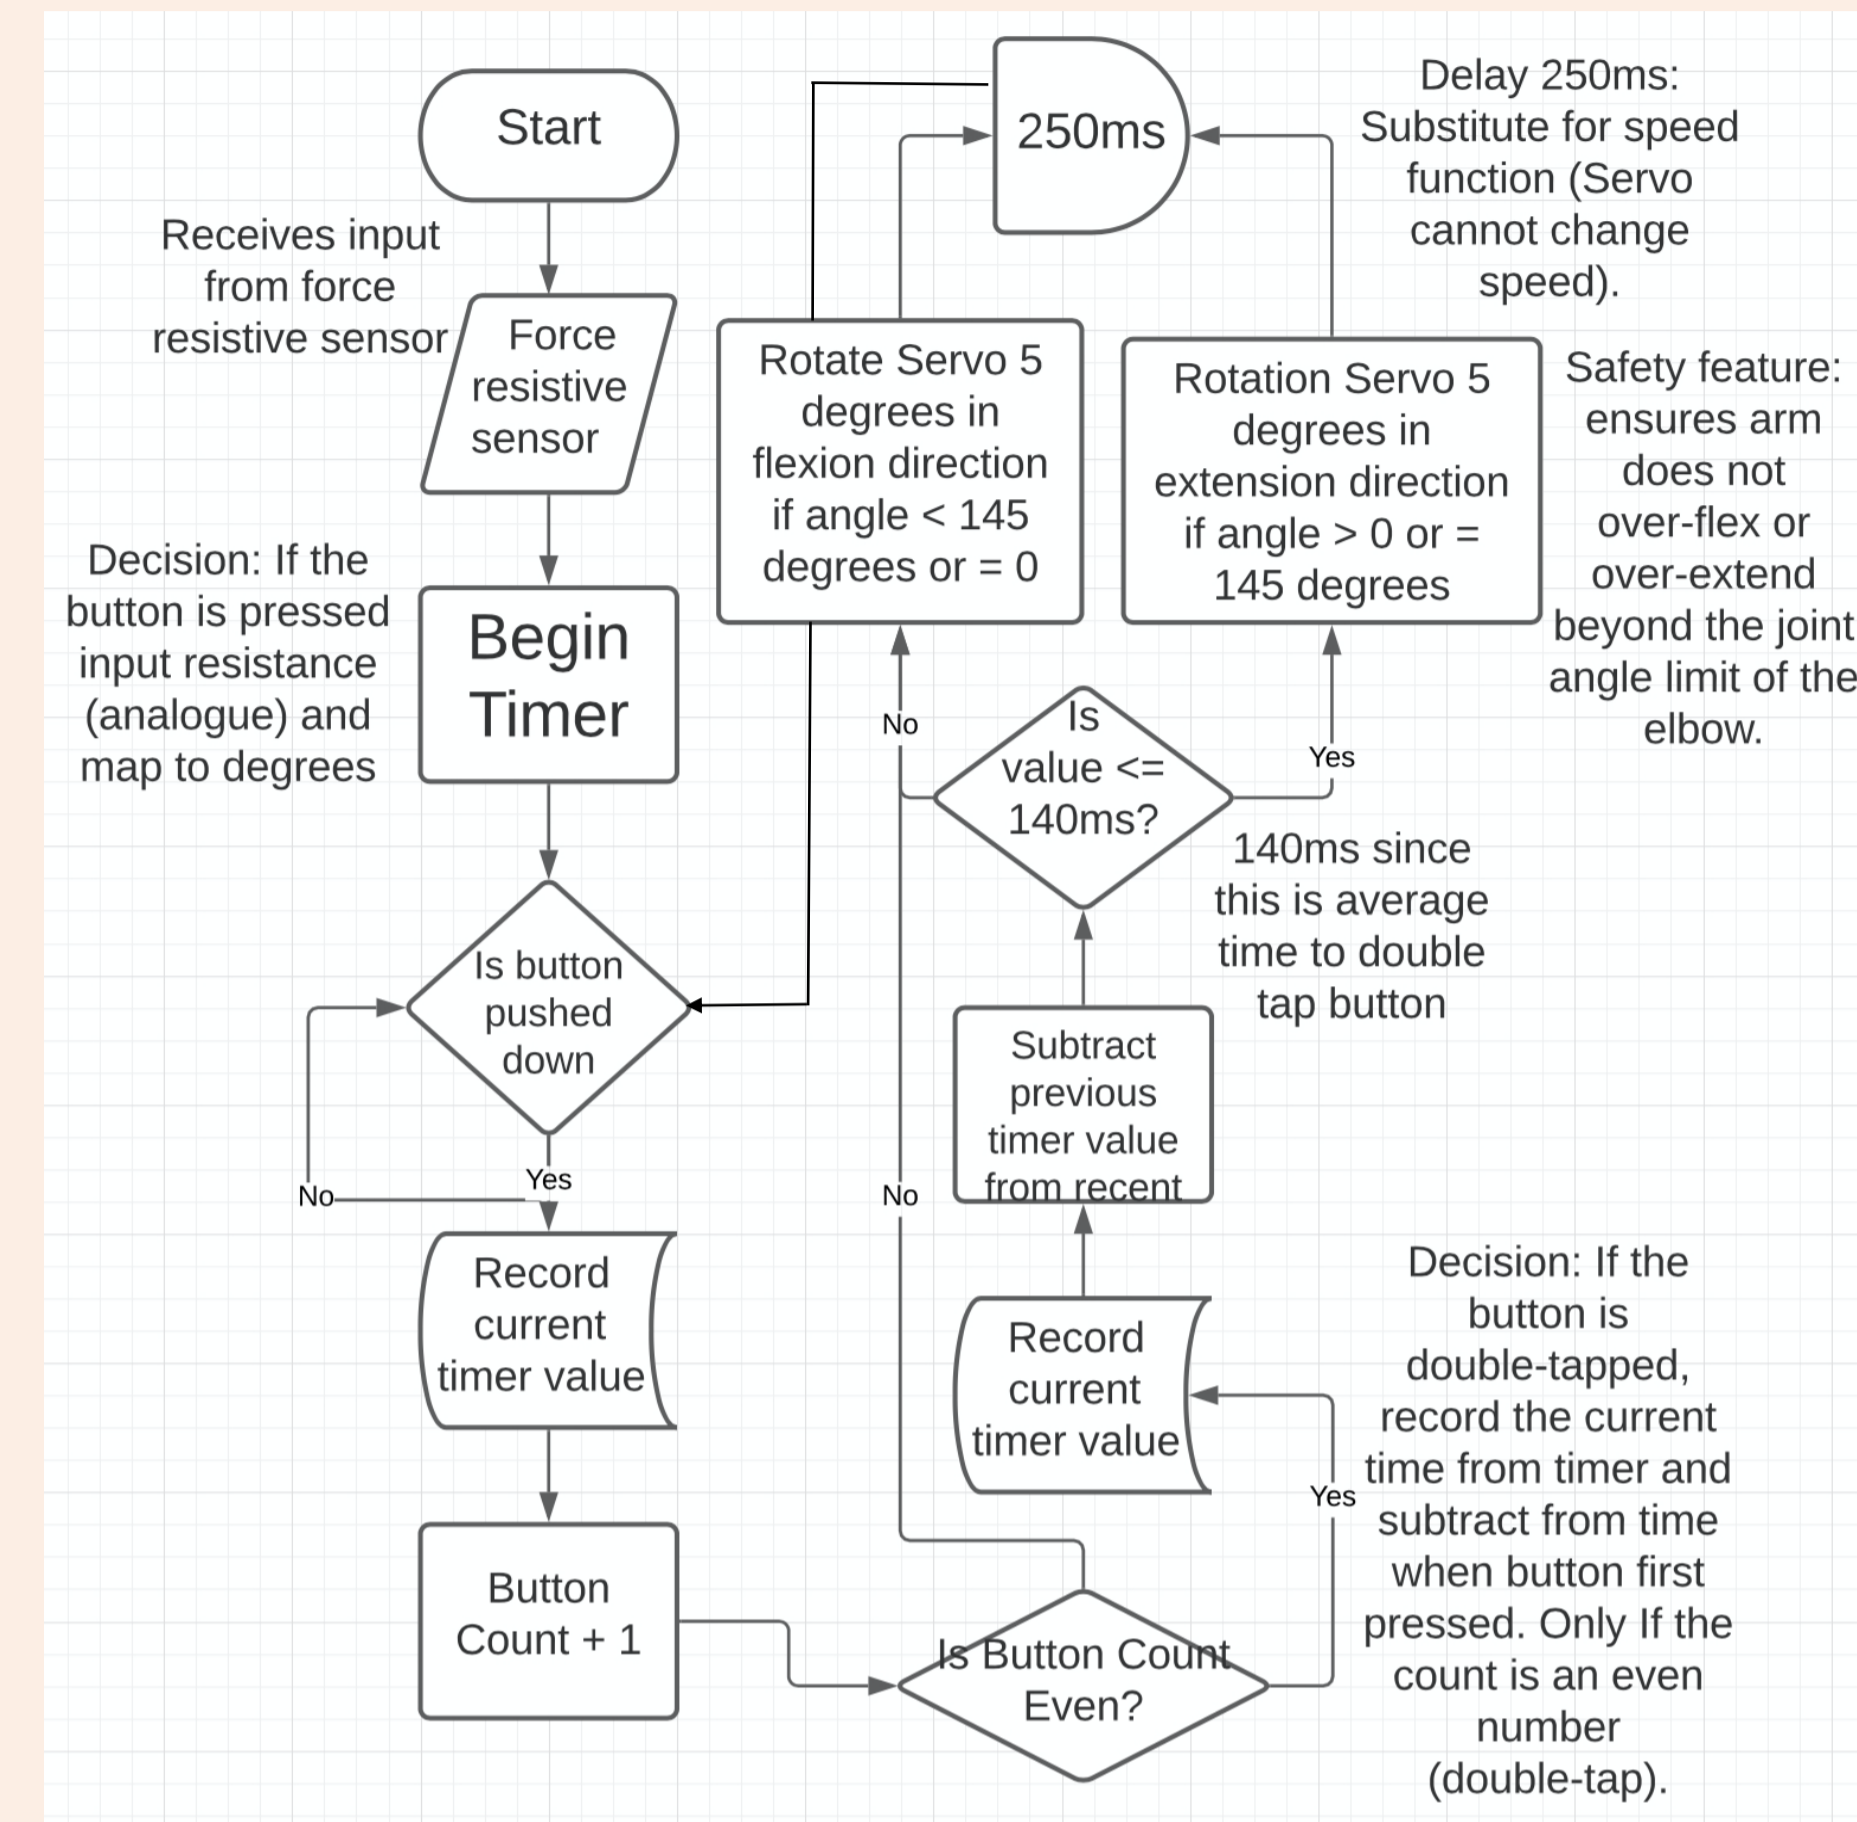 Start
Receives input
from force
resistive sensor
Force
resistive
sensor
Decision: If the
button is pressed
input resistance
(analogue) and
map to degrees
Begin
Timer
Is button
pushed
down
Yes
No
Record
current
timer value
Button
Count + 1
250ms
Delay 250ms:
Substitute for speed
function (Servo
cannot change
speed).
Rotate Servo 5
degrees in
flexion direction
if angle < 145
degrees or = 0
Rotation Servo 5
degrees in
extension direction
if angle > 0 or =
145 degrees
Safety feature:
ensures arm
does not
over-flex or
over-extend
beyond the joint
angle limit of the
elbow.
No
Is
value <=
140ms?
Yes
140ms since
this is average
time to double
tap button
Subtract
previous
timer value
from recent
No
Record
current
timer value
Yes
Is Button Count
Even?
Decision: If the
button is
double-tapped,
record the current
time from timer and
subtract from time
when button first
pressed. Only If the
count is an even
number
(double-tap).